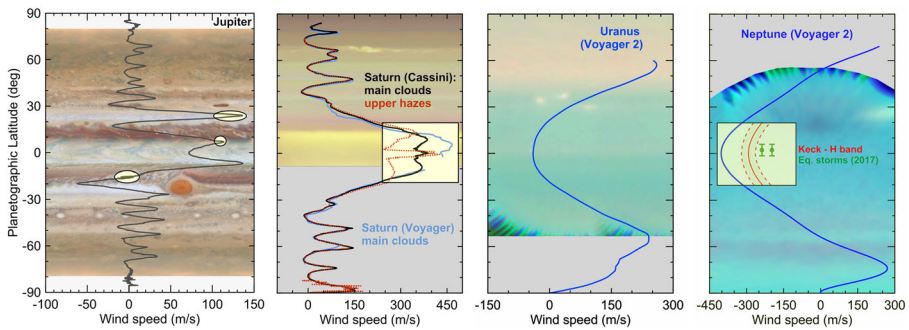 Jupiter
Planetographic Latitude (deg)
90
60
30
0
-30
-60
-90
-100
-50
0
50
100
150
Wind speed (m/s)
Saturn (Cassini):
main clouds
upper hazes
Saturn (Voyager)
main clouds
0
150
300
450
Wind speed (m/s)
Uranus
(Voyager 2)
-150
0
150
300
Wind speed (m/s)
Neptune (Voyager 2)
Keck - H band
Eq. storms (2017)
-450
-300
-150
0
150
300
Wind speed (m/s)